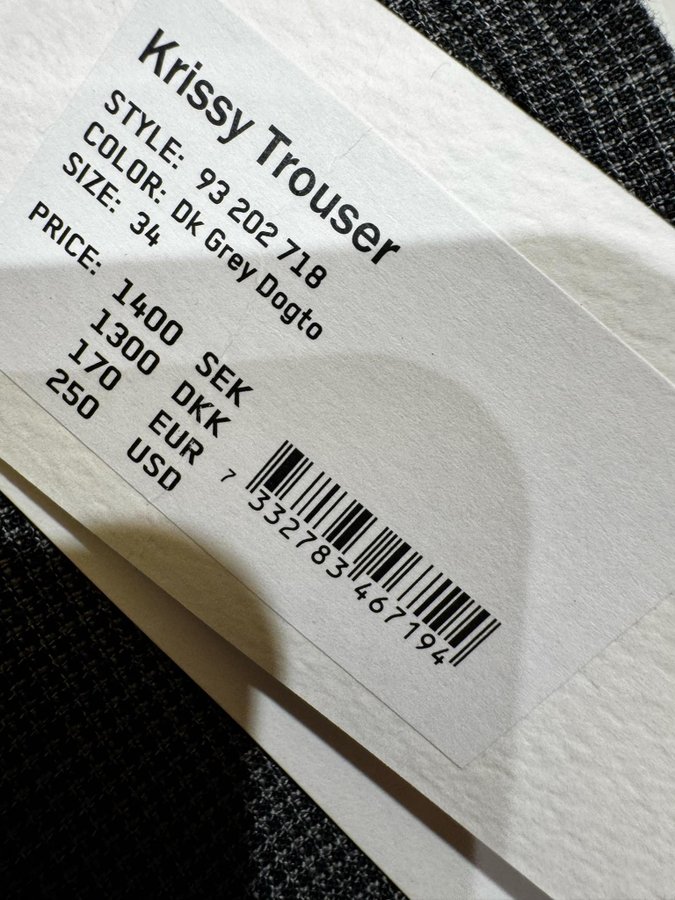 Krissy Trouser
STYLE: 93 202 718
COLOR: Dk Grey Dogto
SIZE: 34
PRICE: 1400 SEK
1300 DKK
170 EUR
250 USD
7 332783 467194